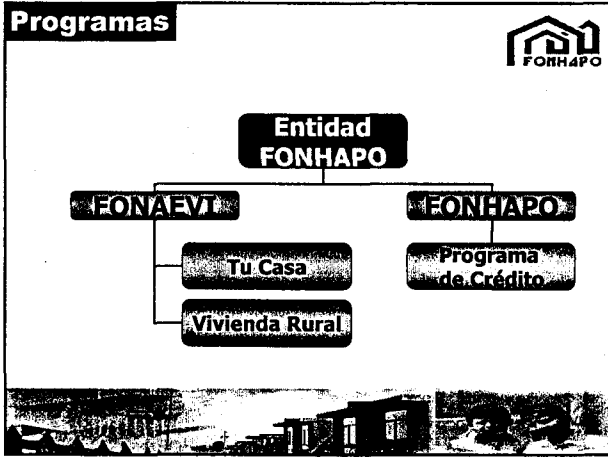 Programas
FONHAPO
Entidad
FONHAPO
FONAEVI
FONHAPO
Tu Casa
Programa
de Crédito
Vivienda Rural